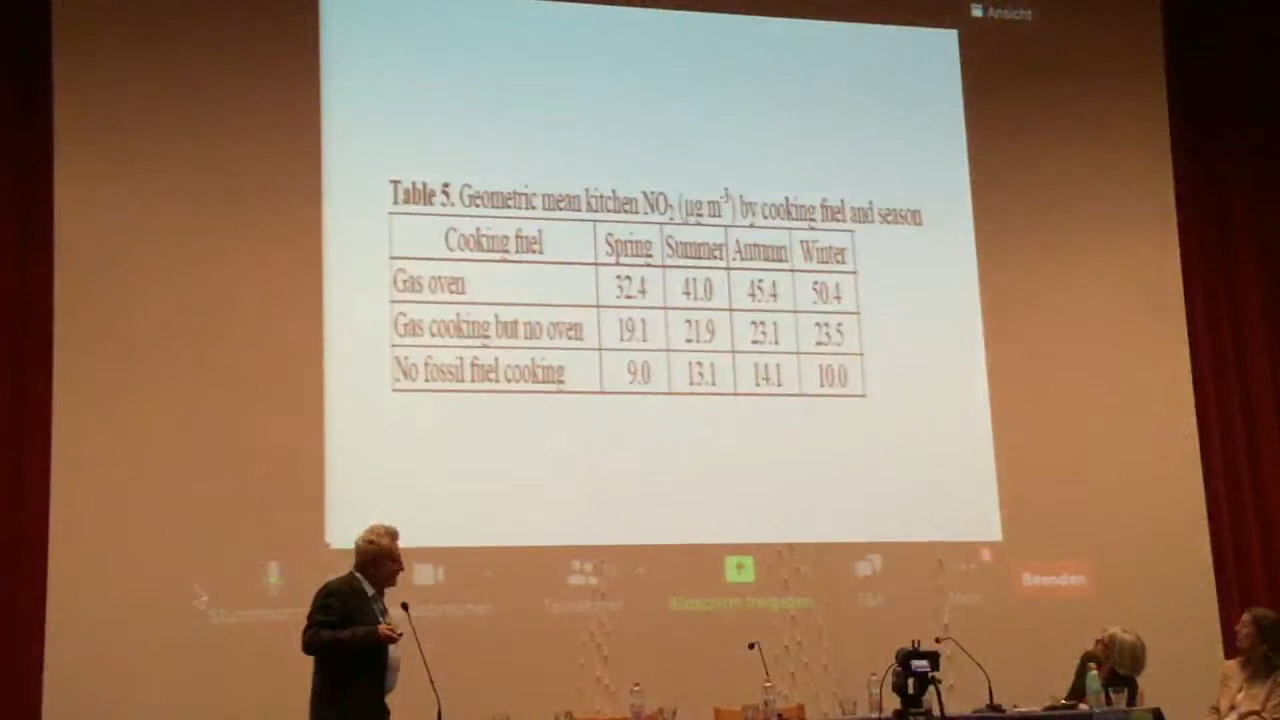 Ansicht
Table 5. Geometric mean kitchen NO₂ (µg m⁻³) by cooking fuel and season
Cooking fuel Spring Summer Autumn Winter
Gas oven 32.4 41.0 45.4 50.4
Gas cooking but no oven 19.1 21.9 23.1 23.5
No fossil fuel cooking 9.0 13.1 14.1 10.0
Bildschirm freigeben
Beenden